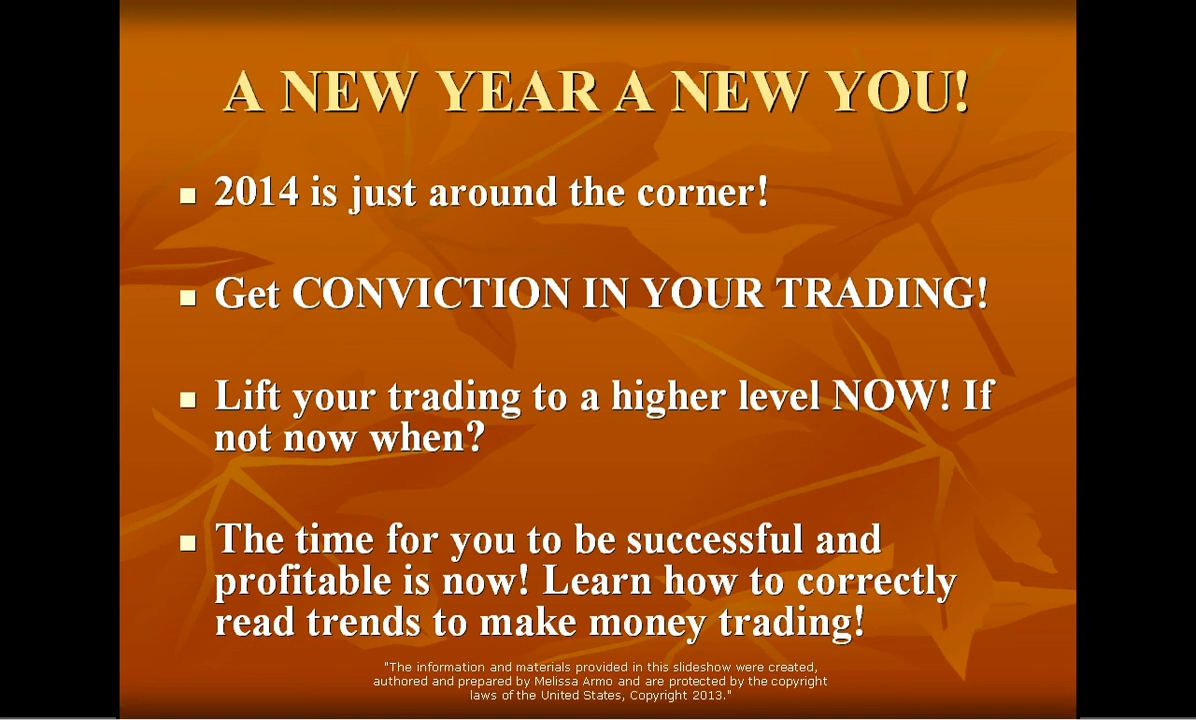 A NEW YEAR A NEW YOU!
2014 is just around the corner!
Get CONVICTION IN YOUR TRADING!
Lift your trading to a higher level NOW! If
not now when?
The time for you to be successful and
profitable is now! Learn how to correctly
read trends to make money trading!
"The information and materials provided in this slideshow were created,
authored and prepared by Melissa Armo and are protected by the copyright
laws of the United States, Copyright 2013."